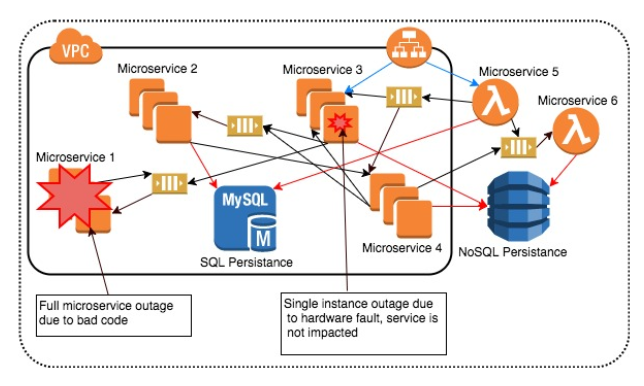 VPC
Microservice 2
Microservice 3
Microservice 5
Microservice 6
λ
λ
Microservice 1
MySQL
M
Microservice 4
SQL Persistance
NoSQL Persistance
Full microservice outage
due to bad code
Single instance outage due
to hardware fault, service is
not impacted